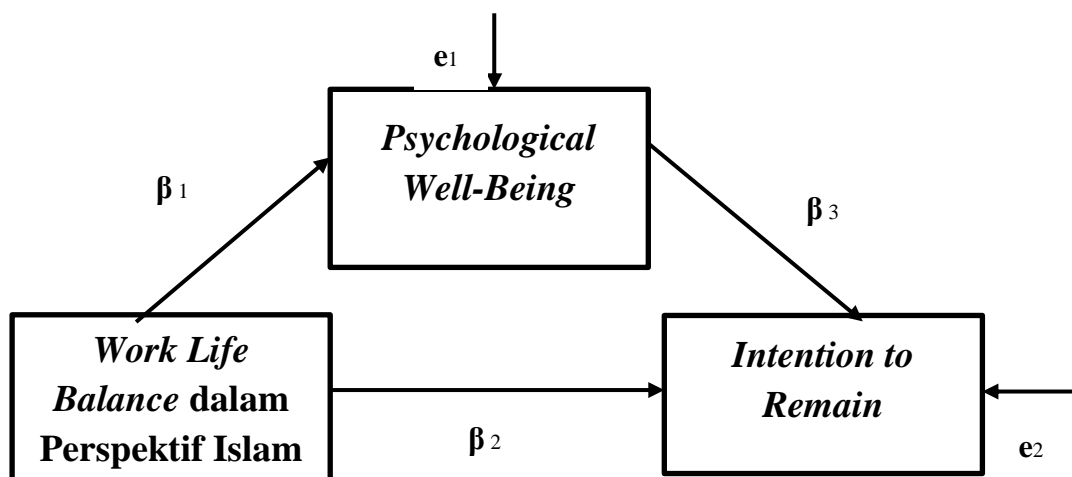 e1
Psychological
Well-Being
β 1
β 3
Work Life
Balance dalam
Perspektif Islam
Intention to
Remain
β 2
e2